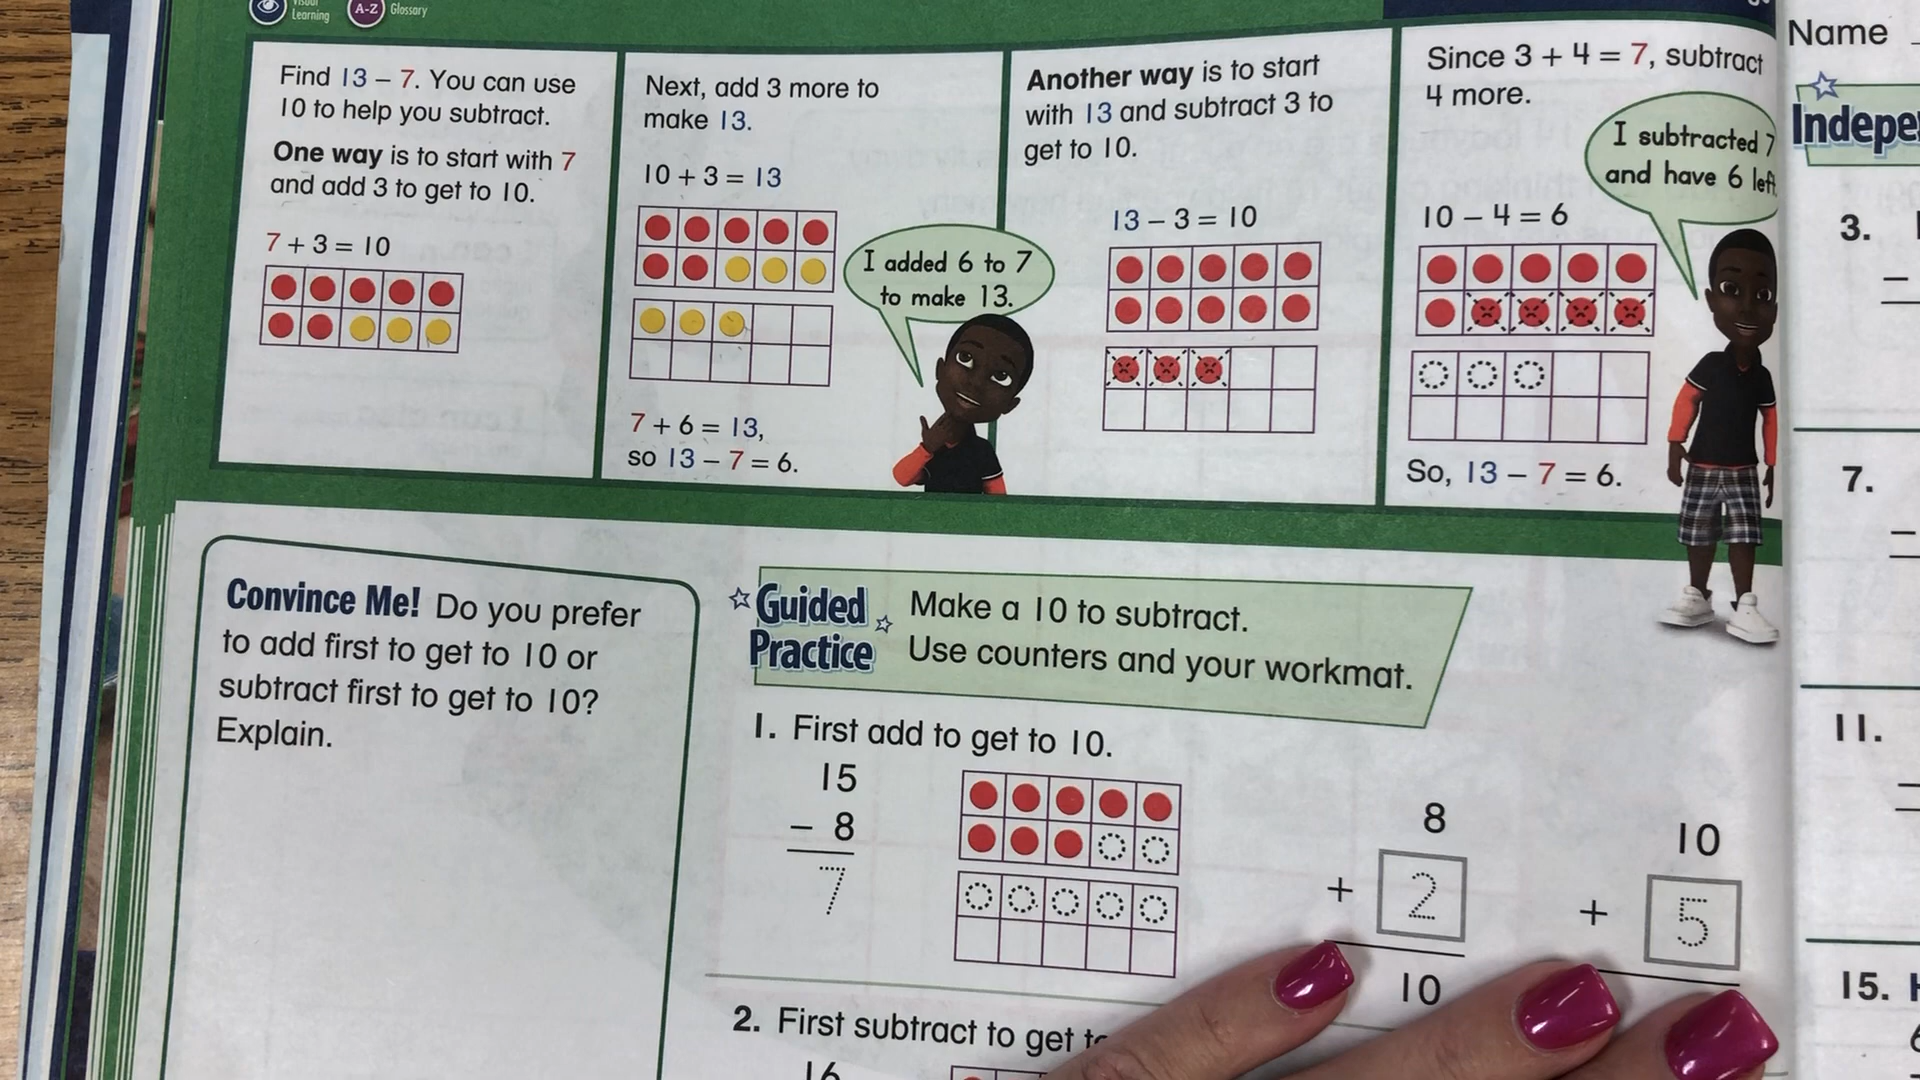 Visual
Learning
A-Z Glossary
Find 13 – 7. You can use
10 to help you subtract.
One way is to start with 7
and add 3 to get to 10.
7 + 3 = 10
Next, add 3 more to
make 13.
10 + 3 = 13
I added 6 to 7
to make 13.
7 + 6 = 13,
so 13 – 7 = 6.
Another way is to start
with 13 and subtract 3 to
get to 10.
13 – 3 = 10
Since 3 + 4 = 7, subtract
4 more.
I subtracted 7
and have 6 left
10 – 4 = 6
So, 13 – 7 = 6.
Convince Me! Do you prefer
to add first to get to 10 or
subtract first to get to 10?
Explain.
Guided
Practice
Make a 10 to subtract.
Use counters and your workmat.
1. First add to get to 10.
15
– 8
7
8
+ 2
10
10
+ 5
2. First subtract to get
16
Name
3.
–
7.
–
11.
15.